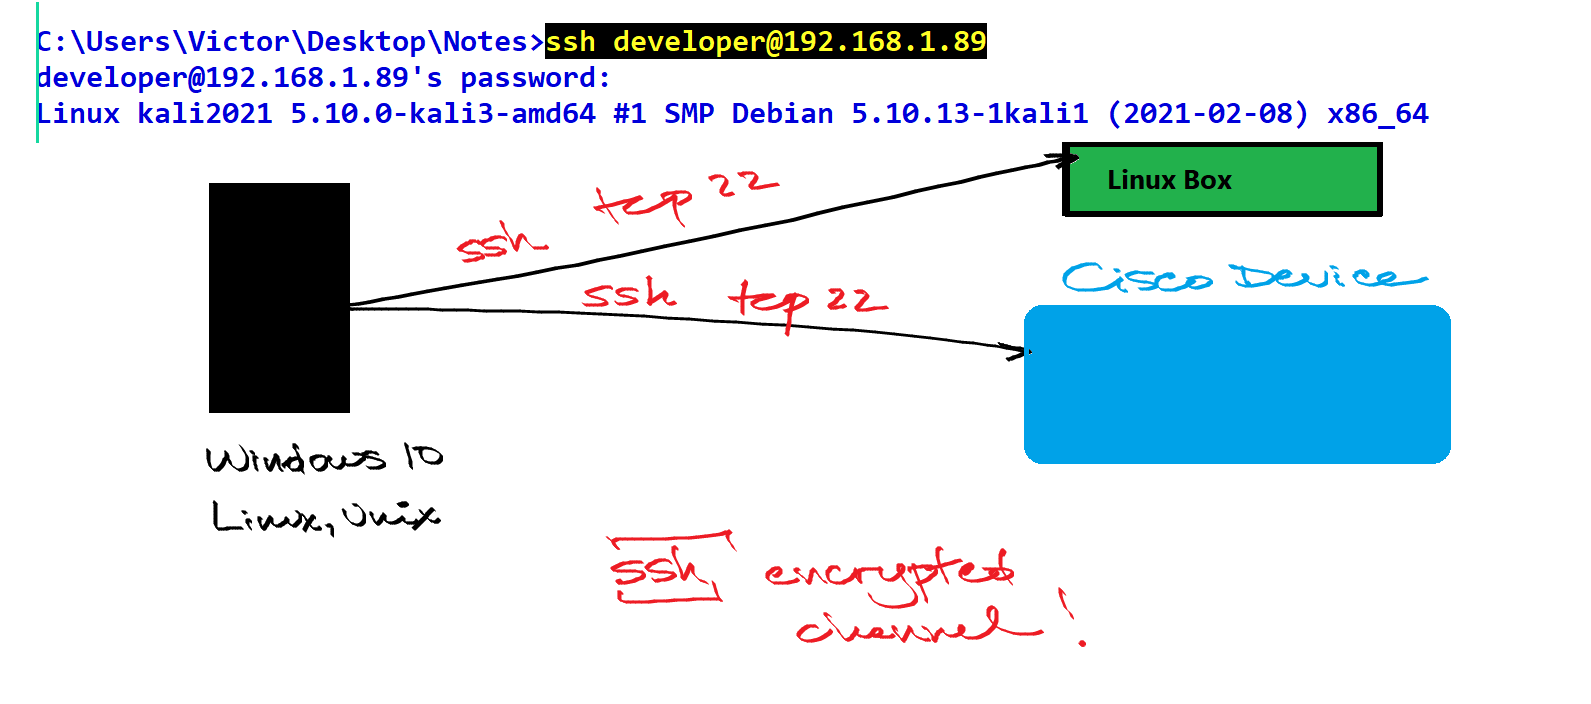 C:\Users\Victor\Desktop\Notes>ssh developer@192.168.1.89
developer@192.168.1.89's password:
Linux kali2021 5.10.0-kali3-amd64 #1 SMP Debian 5.10.13-1kali1 (2021-02-08) x86_64
ssh tcp 22
Linux Box
Cisco Device
ssh tcp 22
Windows 10
Linux, Unix
ssh encrypted
channel!